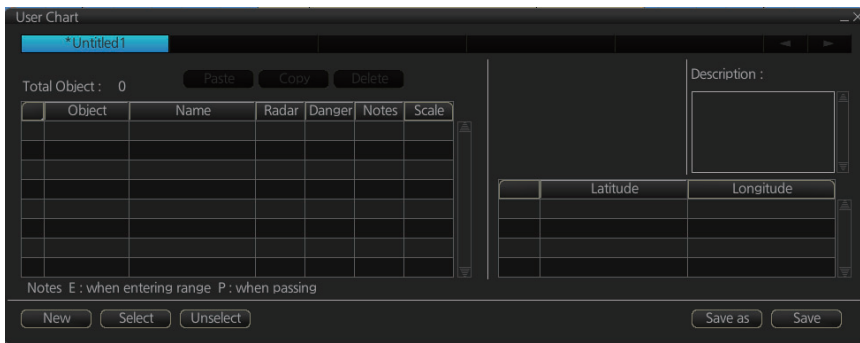 User Chart
*Untitled1
Total Object : 0
Paste Copy Delete
Description :
Object Name Radar Danger Notes Scale
Latitude Longitude
Notes E : when entering range P : when passing
New Select Unselect Save as Save